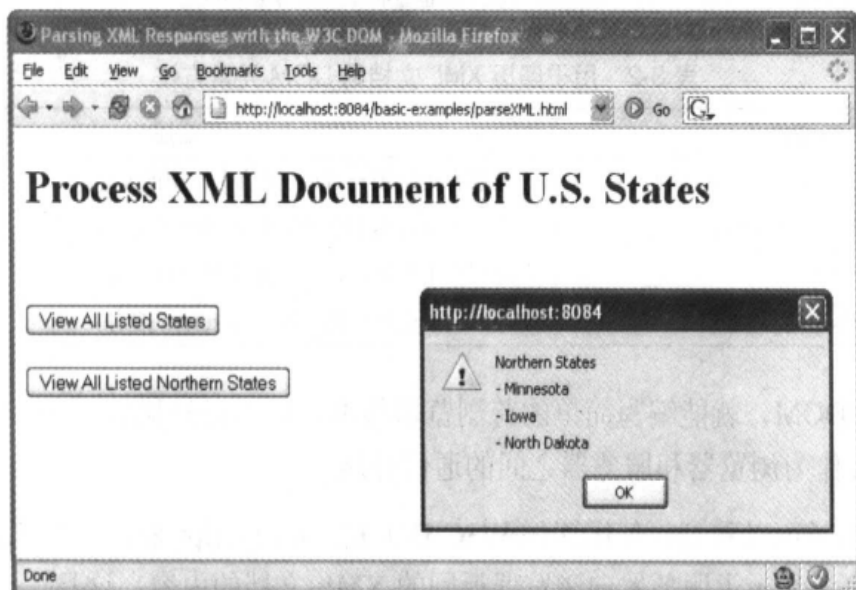 Parsing XML Responses with the W3C DOM - Mozilla Firefox
File Edit View Go Bookmarks Tools Help
http://localhost:8084/basic-examples/parseXML.html Go G
Process XML Document of U.S. States
View All Listed States
View All Listed Northern States
http://localhost:8084
Northern States
- Minnesota
- Iowa
- North Dakota
OK
Done